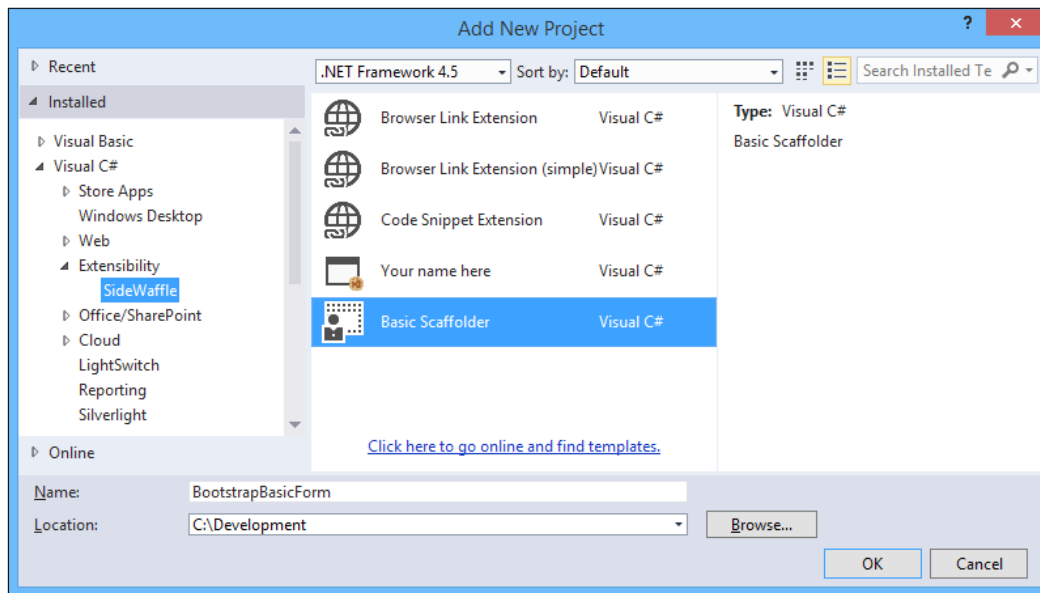 Add New Project
?
Recent
.NET Framework 4.5
Sort by:
Default
Search Installed Te
Installed
Visual Basic
Visual C#
Store Apps
Windows Desktop
Web
Extensibility
SideWaffle
Office/SharePoint
Cloud
LightSwitch
Reporting
Silverlight
Online
Browser Link Extension Visual C#
Browser Link Extension (simple) Visual C#
Code Snippet Extension Visual C#
Your name here Visual C#
Basic Scaffolder Visual C#
Click here to go online and find templates.
Type: Visual C#
Basic Scaffolder
Name: BootstrapBasicForm
Location: C:\Development
Browse...
OK
Cancel